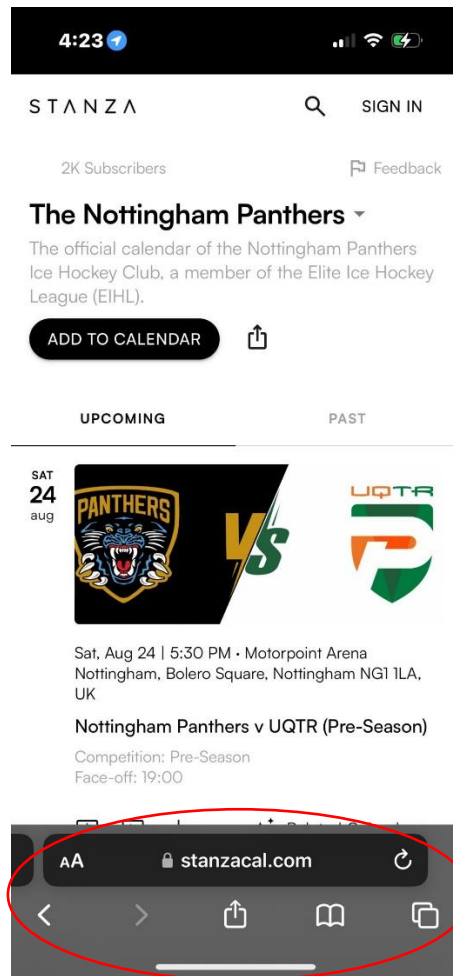 4:23
STANZA
SIGN IN
2K Subscribers
Feedback
The Nottingham Panthers
The official calendar of the Nottingham Panthers
Ice Hockey Club, a member of the Elite Ice Hockey
League (EIHL).
ADD TO CALENDAR
UPCOMING
PAST
SAT
24
aug
PANTHERS
VS
UQTR
Sat, Aug 24 | 5:30 PM • Motorpoint Arena
Nottingham, Bolero Square, Nottingham NG1 1LA,
UK
Nottingham Panthers v UQTR (Pre-Season)
Competition: Pre-Season
Face-off: 19:00
AA
stanzacal.com